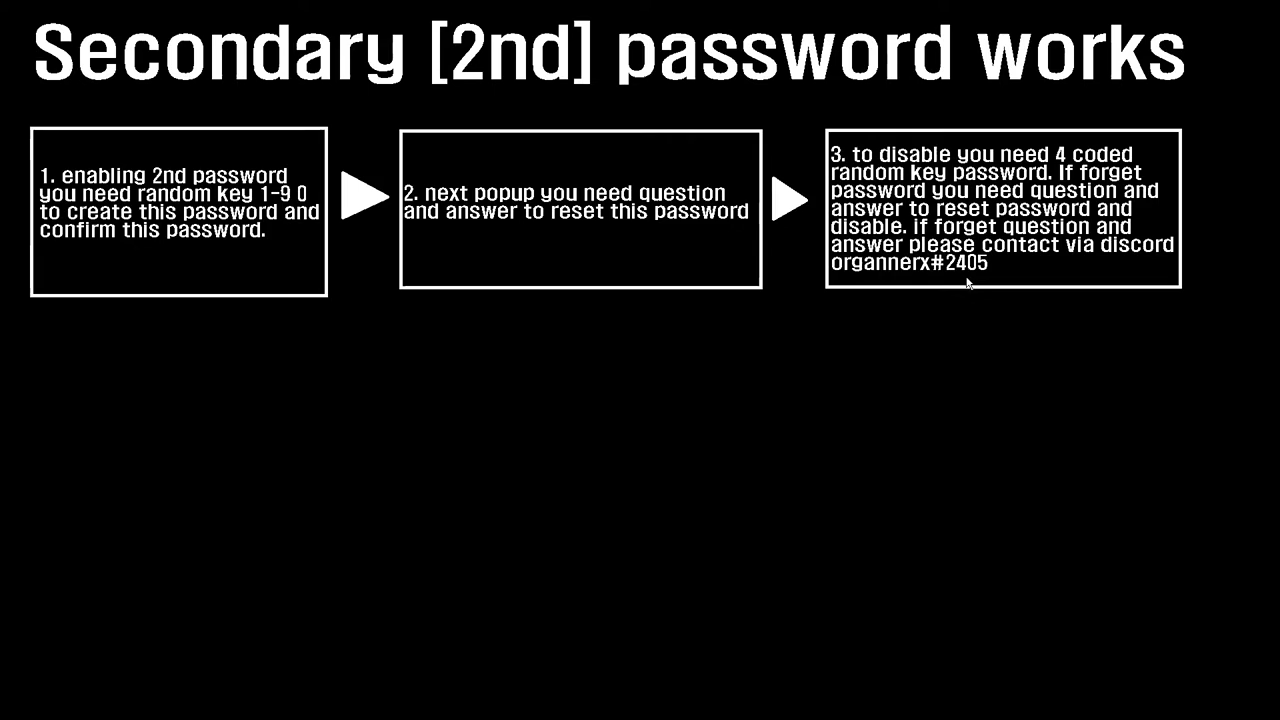 Secondary [2nd] password works
1. enabling 2nd password
you need random key 1-9 0
to create this password and
confirm this password.
2. next popup you need question
and answer to reset this password
3. to disable you need 4 coded
random key password. If forget
password you need question and
answer to reset password and
disable. if forget question and
answer please contact via discord
organnerx#2405